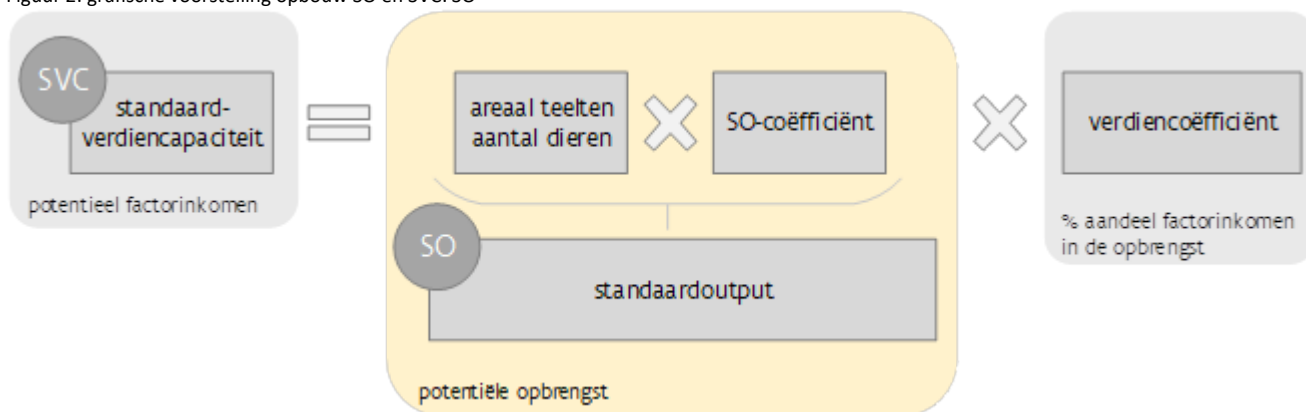 Figuur 2: grafische voorstelling opbouw SO en SVC: SO
SVC
standaard-
verdiencapaciteit
potentieel factorinkomen
areaal teelten
aantal dieren
SO-coëfficiënt
SO
standaardoutput
potentiële opbrengst
verdiencoëfficiënt
% aandeel factorinkomen
in de opbrengst